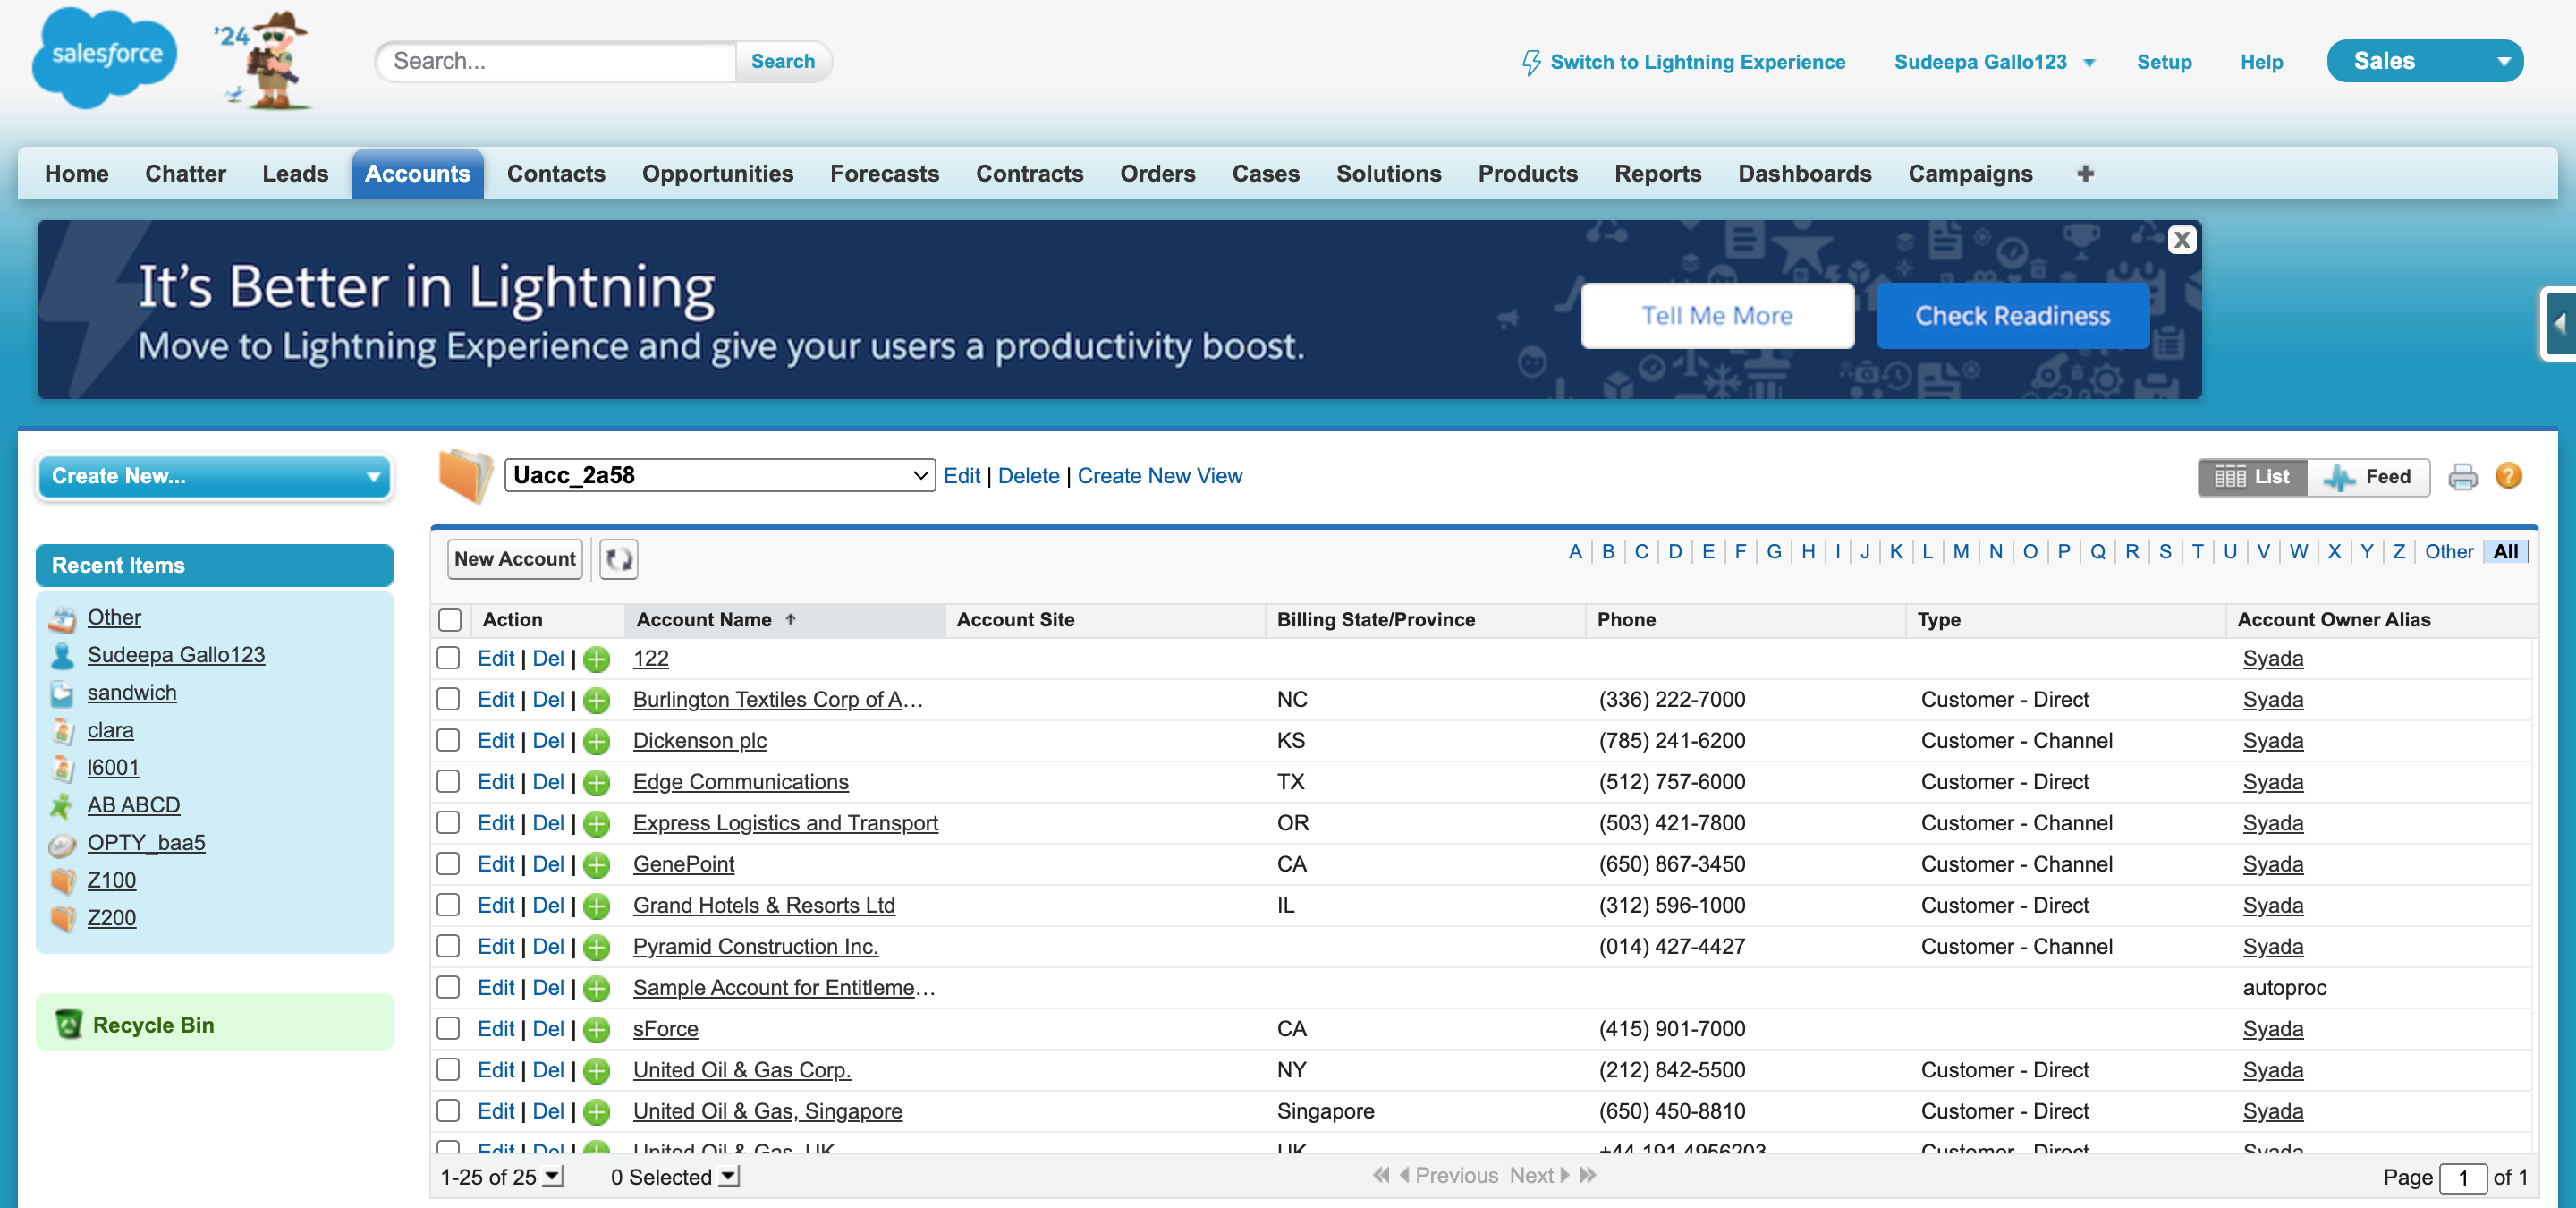 salesforce
'24
Search...
Search
Switch to Lightning Experience
Sudeepa Gallo123
Setup
Help
Sales
Home Chatter Leads Accounts Contacts Opportunities Forecasts Contracts Orders Cases Solutions Products Reports Dashboards Campaigns +
It's Better in Lightning
Move to Lightning Experience and give your users a productivity boost.
Tell Me More
Check Readiness
X
Create New...
Recent Items
Other
Sudeepa Gallo123
sandwich
clara
l6001
AB ABCD
OPTY_baa5
Z100
Z200
Recycle Bin
Uacc_2a58
Edit | Delete | Create New View
List
Feed
?
New Account
A | B | C | D | E | F | G | H | I | J | K | L | M | N | O | P | Q | R | S | T | U | V | W | X | Y | Z | Other | All
Action Account Name ↑ Account Site Billing State/Province Phone Type Account Owner Alias
Edit | Del | 122 Syada
Edit | Del | Burlington Textiles Corp of A... NC (336) 222-7000 Customer - Direct Syada
Edit | Del | Dickenson plc KS (785) 241-6200 Customer - Channel Syada
Edit | Del | Edge Communications TX (512) 757-6000 Customer - Direct Syada
Edit | Del | Express Logistics and Transport OR (503) 421-7800 Customer - Channel Syada
Edit | Del | GenePoint CA (650) 867-3450 Customer - Channel Syada
Edit | Del | Grand Hotels & Resorts Ltd IL (312) 596-1000 Customer - Direct Syada
Edit | Del | Pyramid Construction Inc. (014) 427-4427 Customer - Channel Syada
Edit | Del | Sample Account for Entitleme... autoproc
Edit | Del | sForce CA (415) 901-7000 Syada
Edit | Del | United Oil & Gas Corp. NY (212) 842-5500 Customer - Direct Syada
Edit | Del | United Oil & Gas, Singapore Singapore (650) 450-8810 Customer - Direct Syada
Edit | Del | United Oil & Gas, UK UK +44 191 4956203 Customer - Direct Syada
1-25 of 25
0 Selected
Previous Next
Page 1 of 1